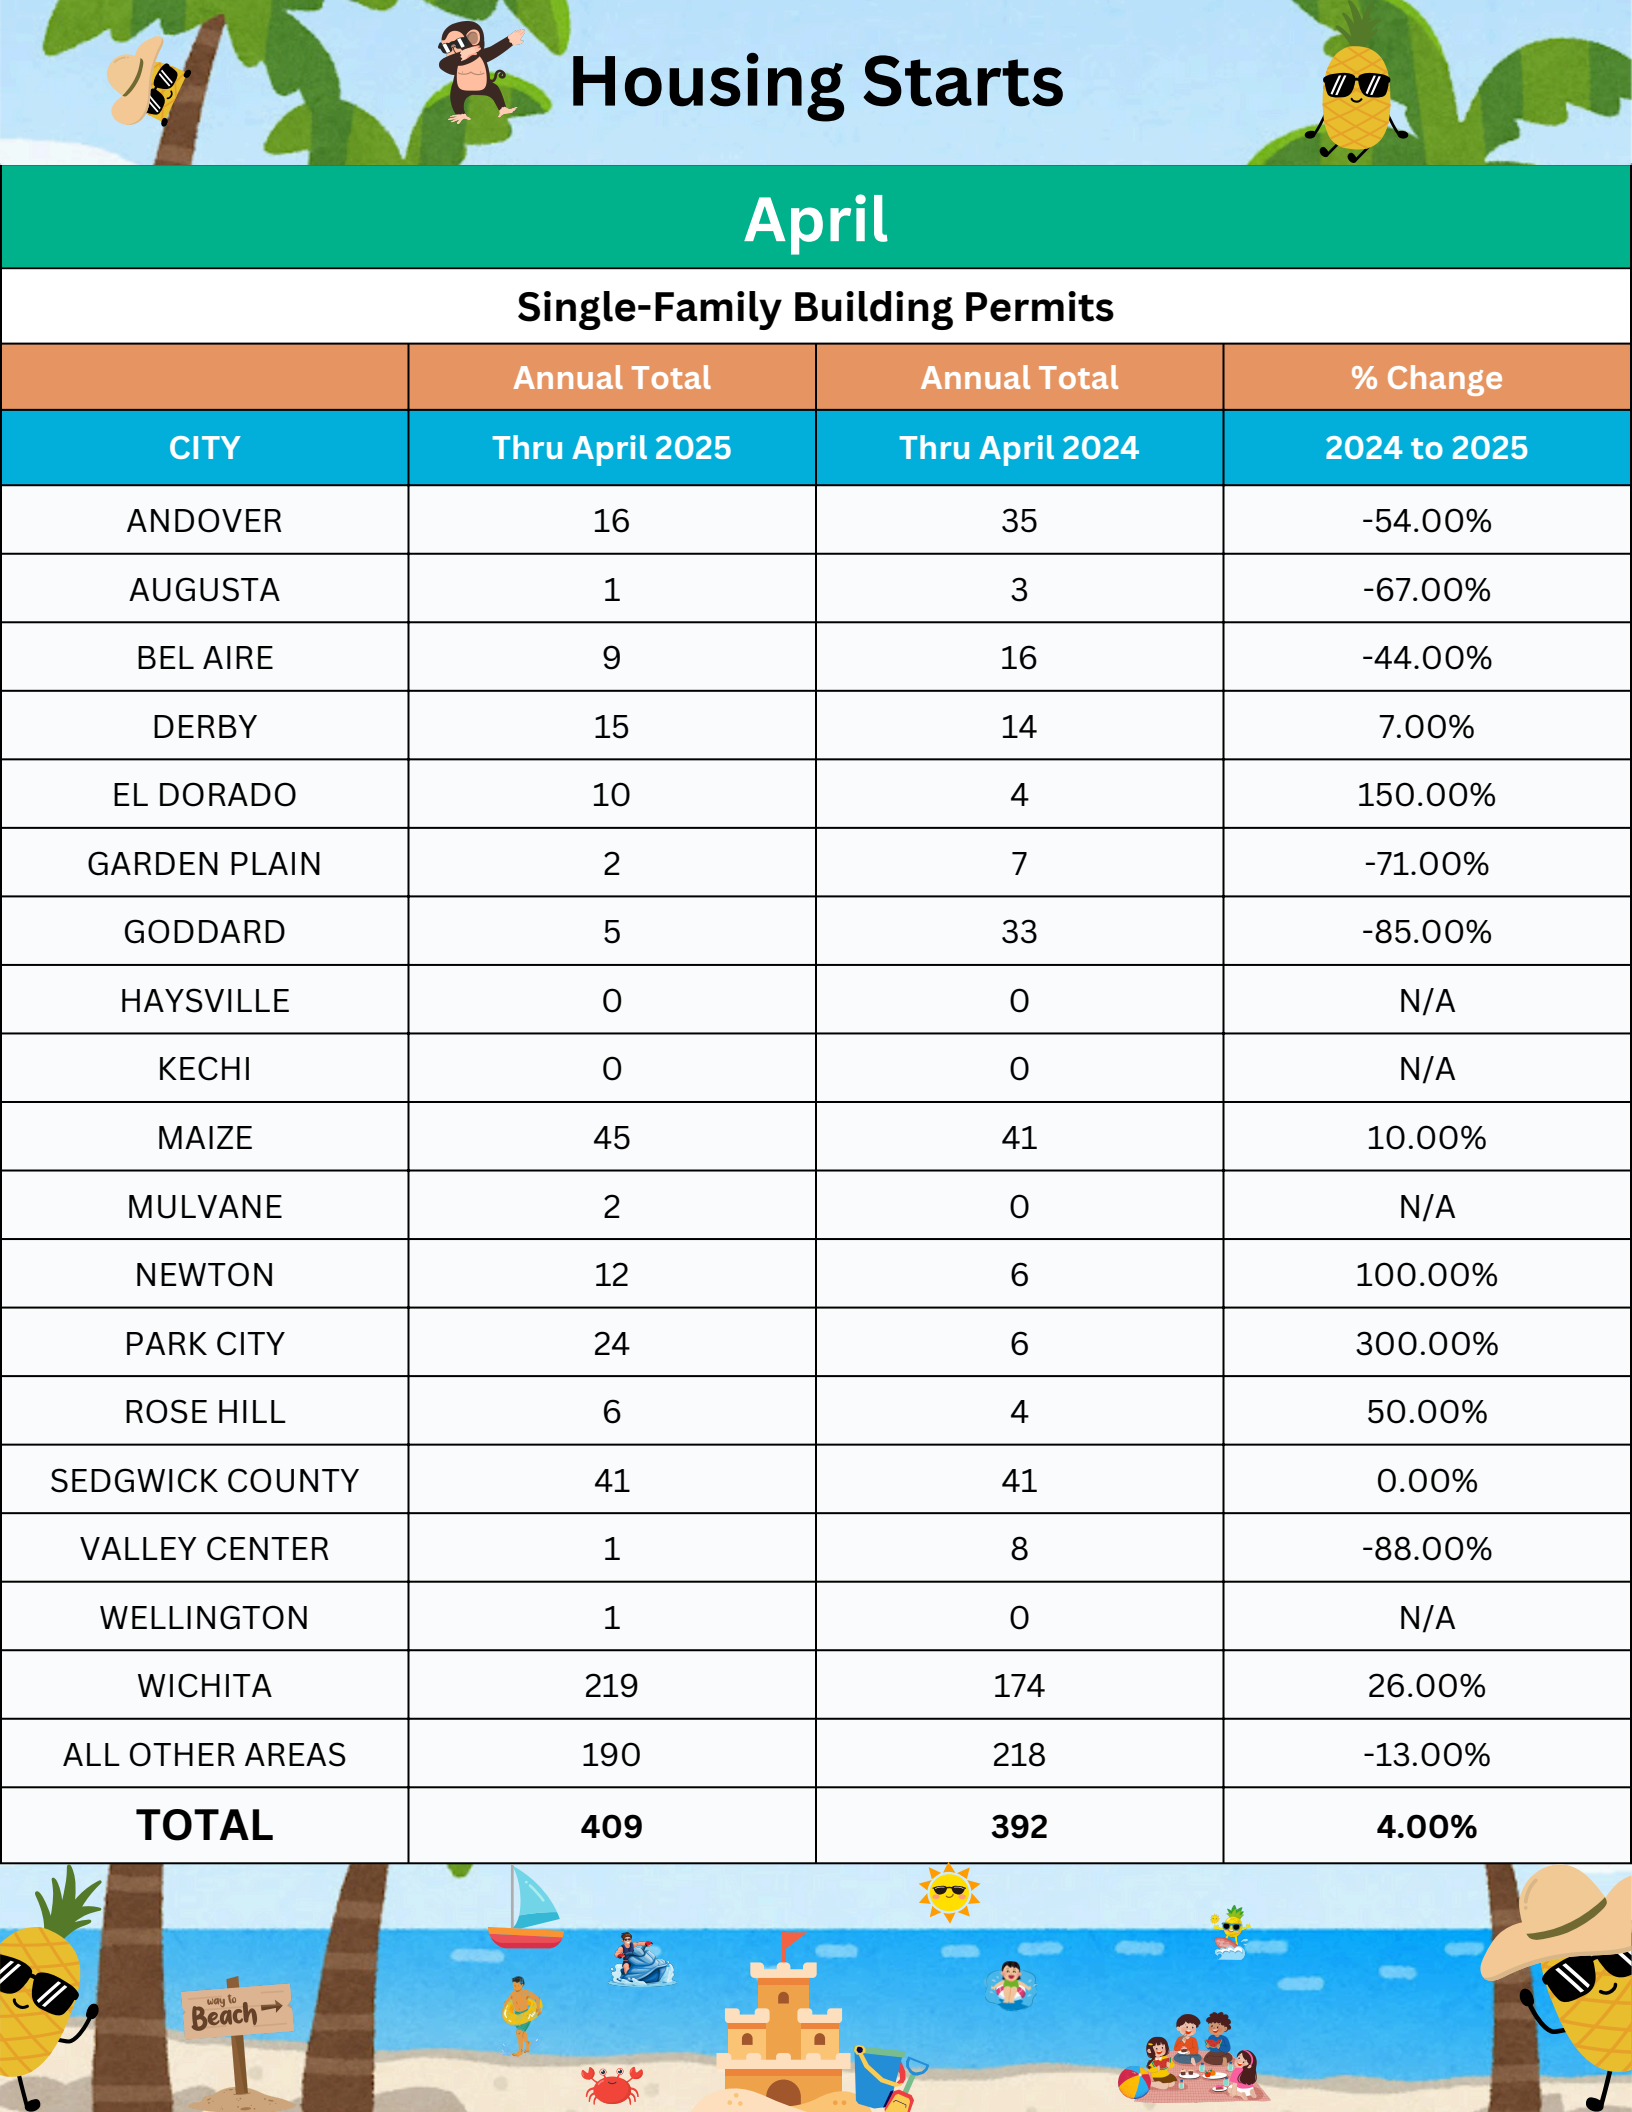 Housing Starts
April
Single-Family Building Permits
Annual Total Annual Total % Change
CITY Thru April 2025 Thru April 2024 2024 to 2025
ANDOVER 16 35 -54.00%
AUGUSTA 1 3 -67.00%
BEL AIRE 9 16 -44.00%
DERBY 15 14 7.00%
EL DORADO 10 4 150.00%
GARDEN PLAIN 2 7 -71.00%
GODDARD 5 33 -85.00%
HAYSVILLE 0 0 N/A
KECHI 0 0 N/A
MAIZE 45 41 10.00%
MULVANE 2 0 N/A
NEWTON 12 6 100.00%
PARK CITY 24 6 300.00%
ROSE HILL 6 4 50.00%
SEDGWICK COUNTY 41 41 0.00%
VALLEY CENTER 1 8 -88.00%
WELLINGTON 1 0 N/A
WICHITA 219 174 26.00%
ALL OTHER AREAS 190 218 -13.00%
TOTAL 409 392 4.00%
way to
Beach